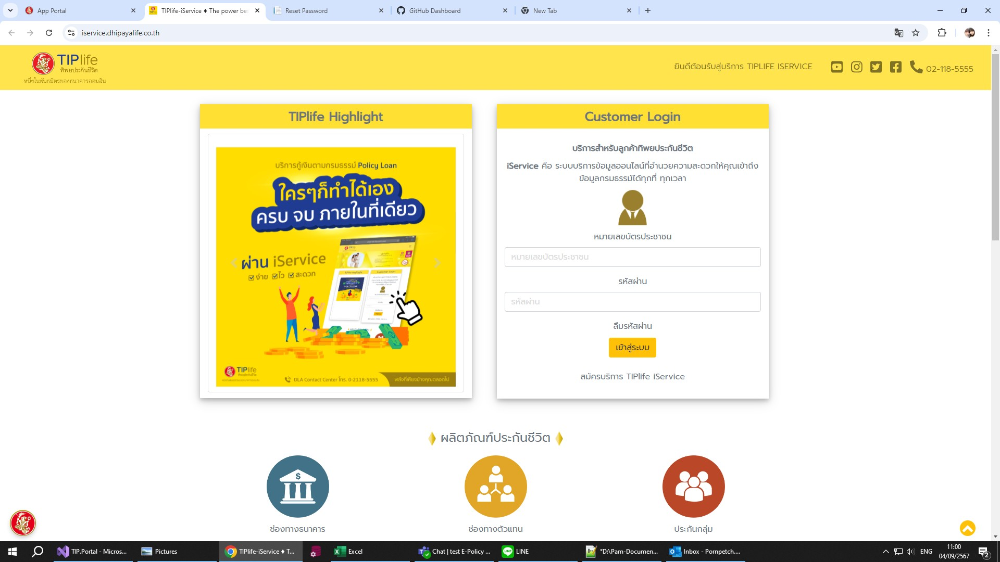 App Portal
TIPlife-iService ♦ The power be
Reset Password
GitHub Dashboard
New Tab
iservice.dhipayalife.co.th
TIPlife
ทิพยประกันชีวิต
หนึ่งในพันธมิตรของธนาคารออมสิน
ยินดีต้อนรับสู่บริการ TIPLIFE ISERVICE
02-118-5555
TIPlife Highlight
บริการกู้เงินตามกรมธรรม์ Policy Loan
ใครๆก็ทำได้เอง
ครบ จบ ภายในที่เดียว
ผ่าน iService
ง่าย ไว สะดวก
TIPlife
ทิพยประกันชีวิต
DLA Contact Center โทร. 0-2118-5555
พลังที่เคียงข้างคุณตลอดไป
Customer Login
บริการสำหรับลูกค้าทิพยประกันชีวิต
iService คือ ระบบบริการข้อมูลออนไลน์ที่อำนวยความสะดวกให้คุณเข้าถึง
ข้อมูลกรมธรรม์ได้ทุกที่ ทุกเวลา
หมายเลขบัตรประชาชน
หมายเลขบัตรประชาชน
รหัสผ่าน
รหัสผ่าน
ลืมรหัสผ่าน
เข้าสู่ระบบ
สมัครบริการ TIPlife iService
ผลิตภัณฑ์ประกันชีวิต
ช่องทางธนาคาร
ช่องทางตัวแทน
ประกันกลุ่ม
TIP.Portal - Micros...
Pictures
TIPlife-iService ♦ T...
Excel
Chat | test E-Policy ...
LINE
*D:\Pam-Documen...
Inbox - Pornpetch....
ENG
11:00
04/09/2567
2